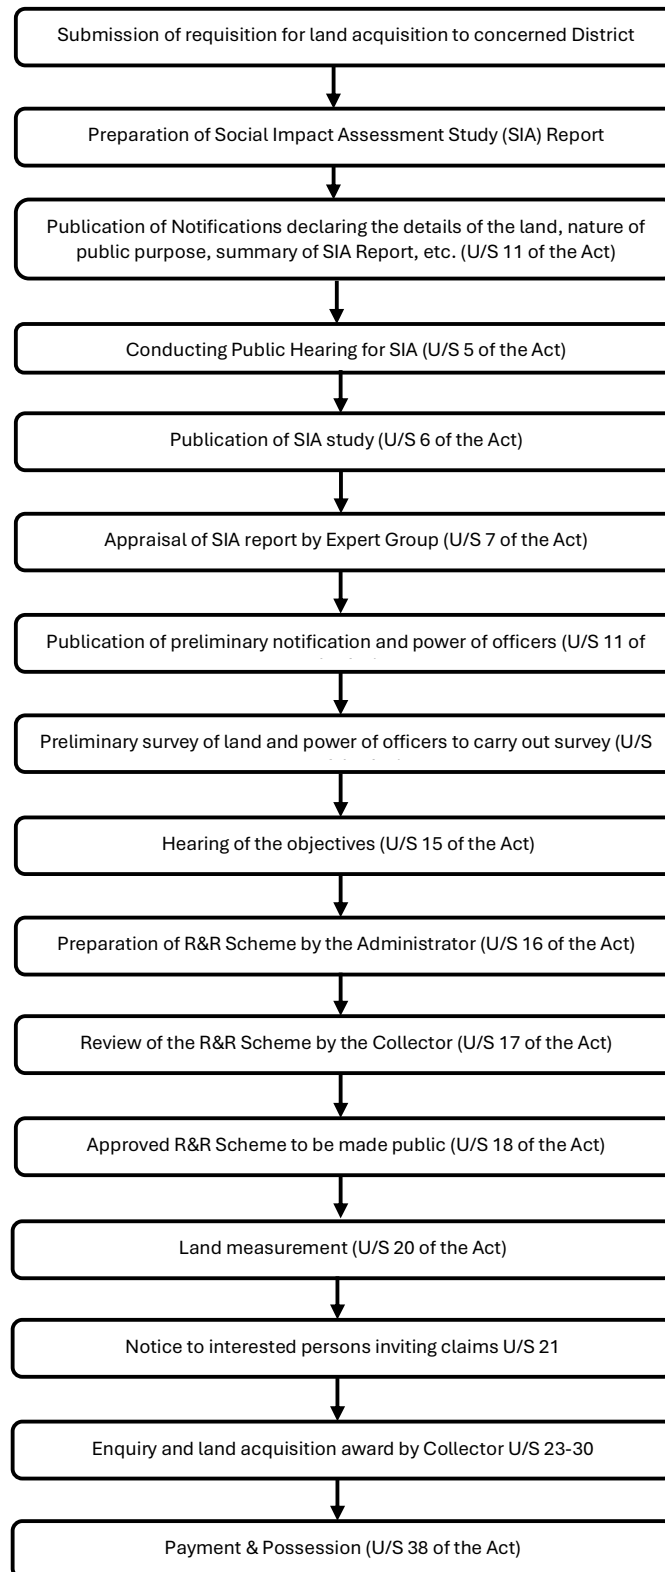 Submission of requisition for land acquisition to concerned District
Preparation of Social Impact Assessment Study (SIA) Report
Publication of Notifications declaring the details of the land, nature of
public purpose, summary of SIA Report, etc. (U/S 11 of the Act)
Conducting Public Hearing for SIA (U/S 5 of the Act)
Publication of SIA study (U/S 6 of the Act)
Appraisal of SIA report by Expert Group (U/S 7 of the Act)
Publication of preliminary notification and power of officers (U/S 11 of
Preliminary survey of land and power of officers to carry out survey (U/S
Hearing of the objectives (U/S 15 of the Act)
Preparation of R&R Scheme by the Administrator (U/S 16 of the Act)
Review of the R&R Scheme by the Collector (U/S 17 of the Act)
Approved R&R Scheme to be made public (U/S 18 of the Act)
Land measurement (U/S 20 of the Act)
Notice to interested persons inviting claims U/S 21
Enquiry and land acquisition award by Collector U/S 23-30
Payment & Possession (U/S 38 of the Act)